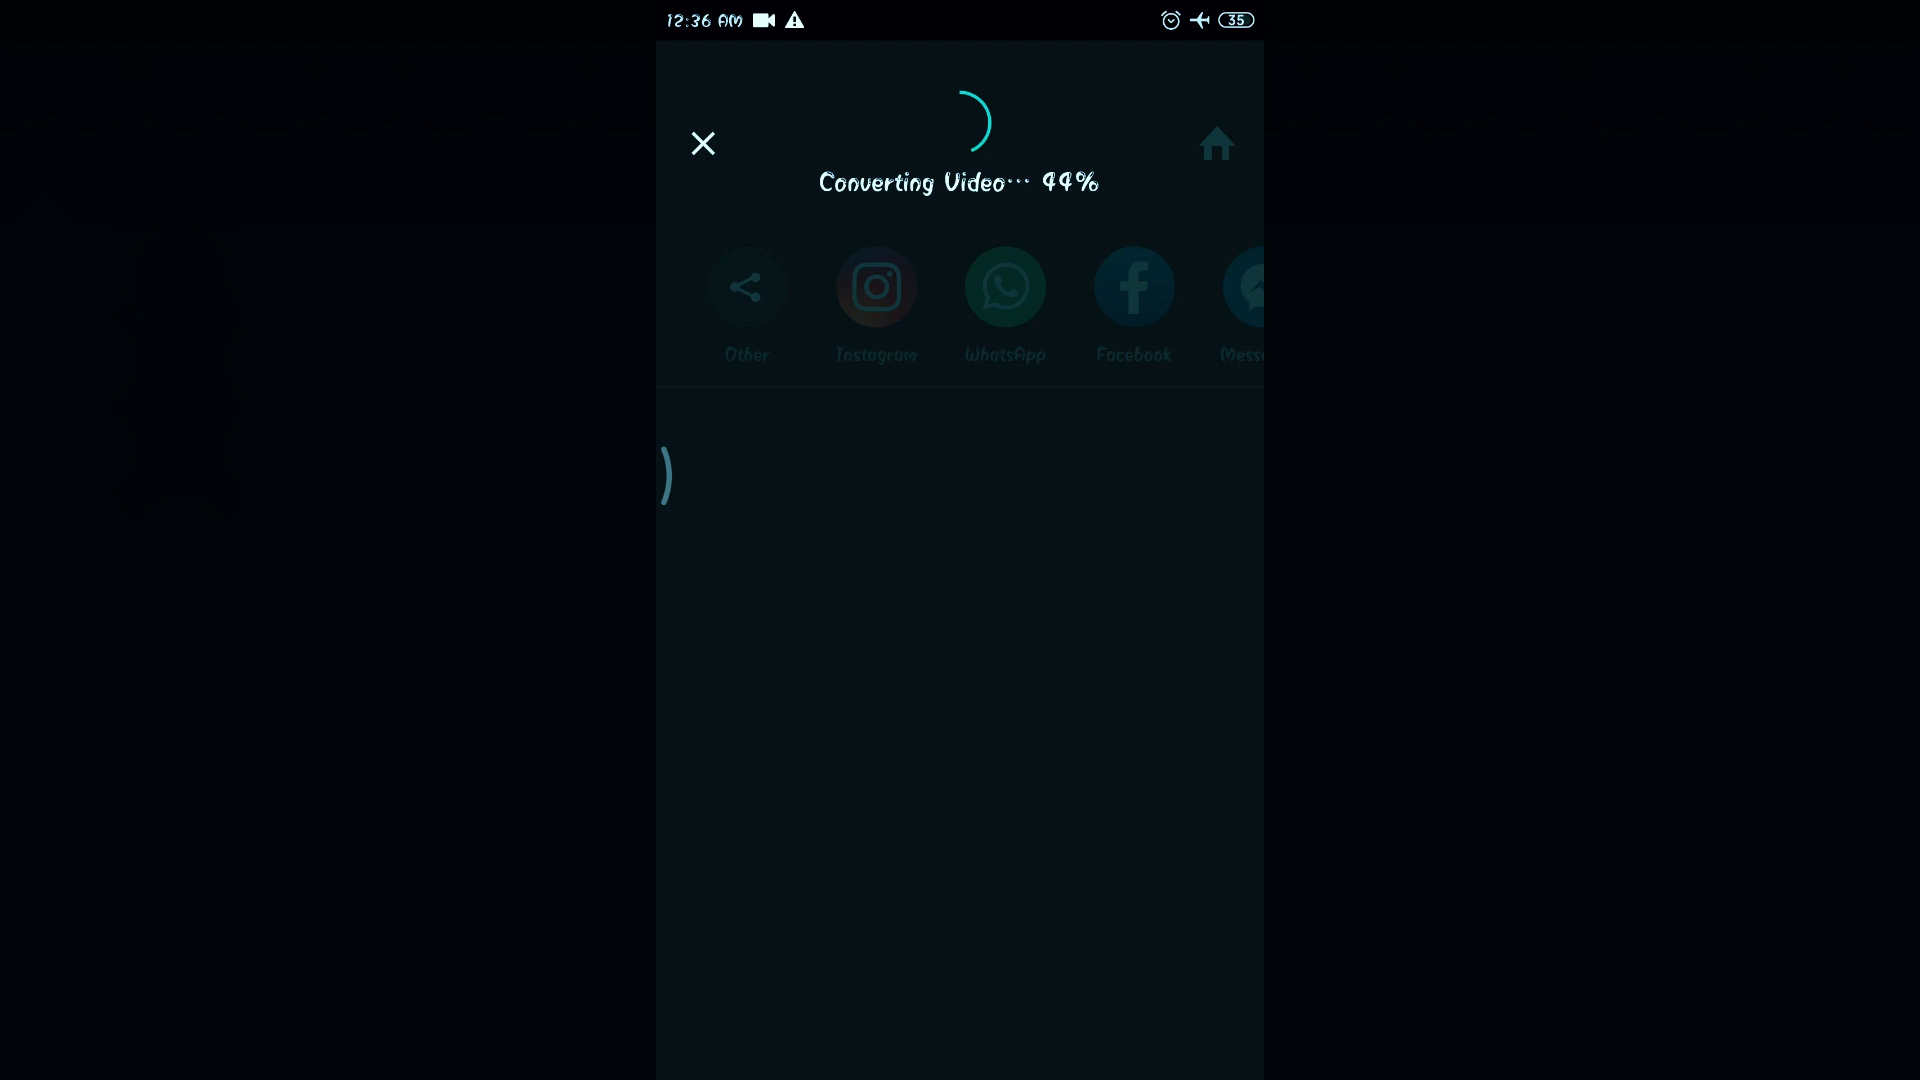 12:36 AM
35
Converting Video... 44%
Other
Instagram
WhatsApp
Facebook
Mess